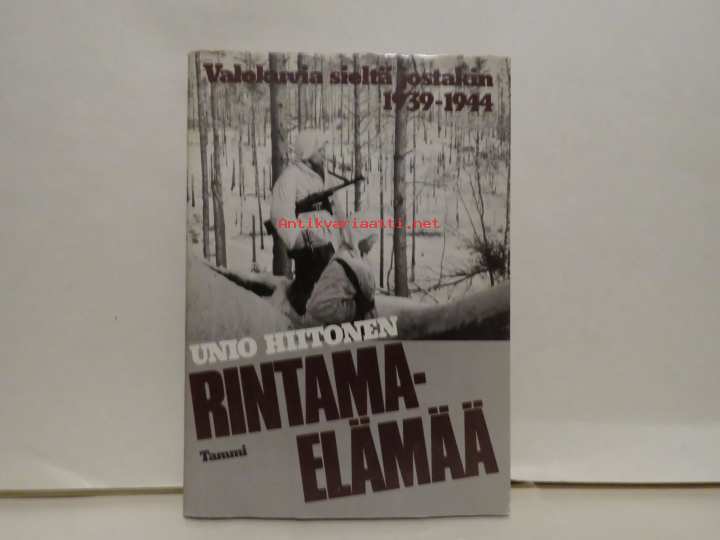 Valokuvia sieltä jostakin
1939-1944
Antikvariaatti.net
UNIO HIITONEN
RINTAMA-
ELÄMÄÄ
Tammi